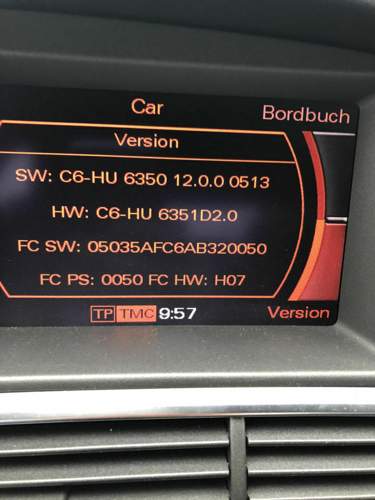 Car
Bordbuch
Version
SW: C6-HU 6350 12.0.0 0513
HW: C6-HU 6351D2.0
FC SW: 05035AFC6AB320050
FC PS: 0050 FC HW: H07
TP TMC 9:57
Version